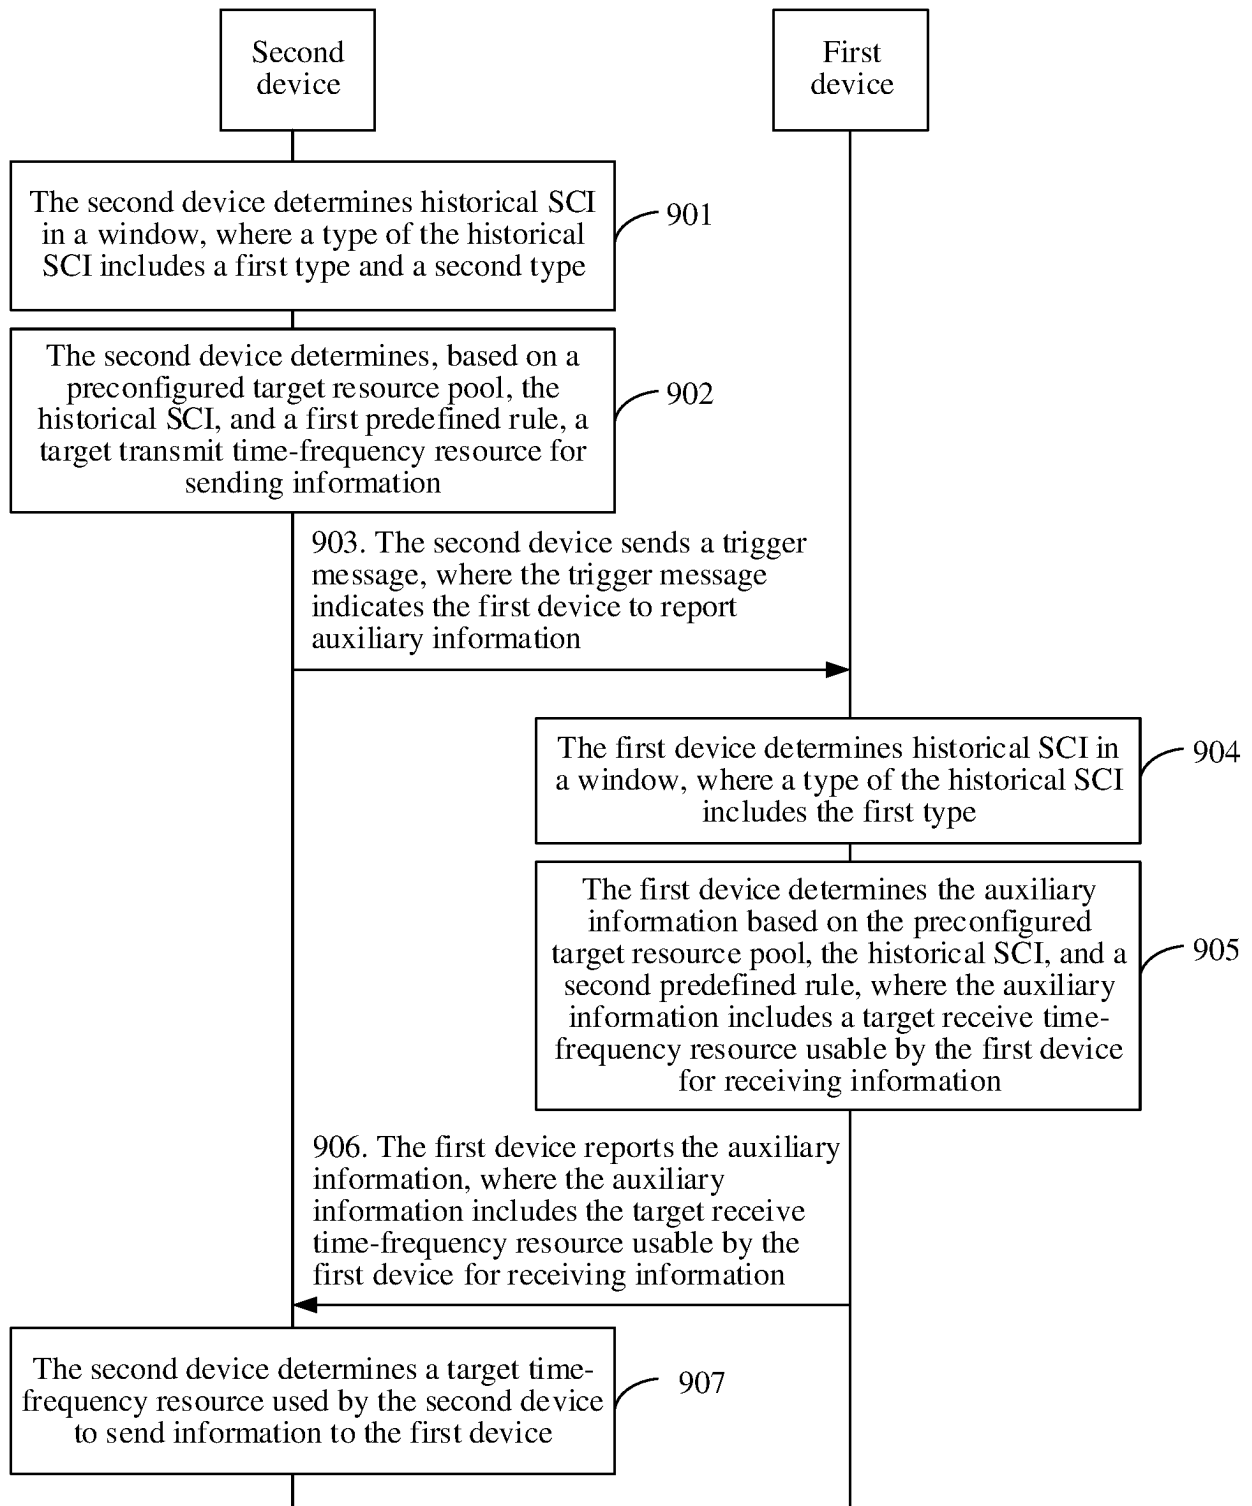 Second
device
First
device
The second device determines historical SCI
in a window, where a type of the historical
SCI includes a first type and a second type
901
The second device determines, based on a
preconfigured target resource pool, the
historical SCI, and a first predefined rule, a
target transmit time-frequency resource for
sending information
902
903. The second device sends a trigger
message, where the trigger message
indicates the first device to report
auxiliary information
The first device determines historical SCI in
a window, where a type of the historical SCI
includes the first type
904
The first device determines the auxiliary
information based on the preconfigured
target resource pool, the historical SCI, and a
second predefined rule, where the auxiliary
information includes a target receive time-
frequency resource usable by the first device
for receiving information
905
906. The first device reports the auxiliary
information, where the auxiliary
information includes the target receive
time-frequency resource usable by the
first device for receiving information
The second device determines a target time-
frequency resource used by the second device
to send information to the first device
907